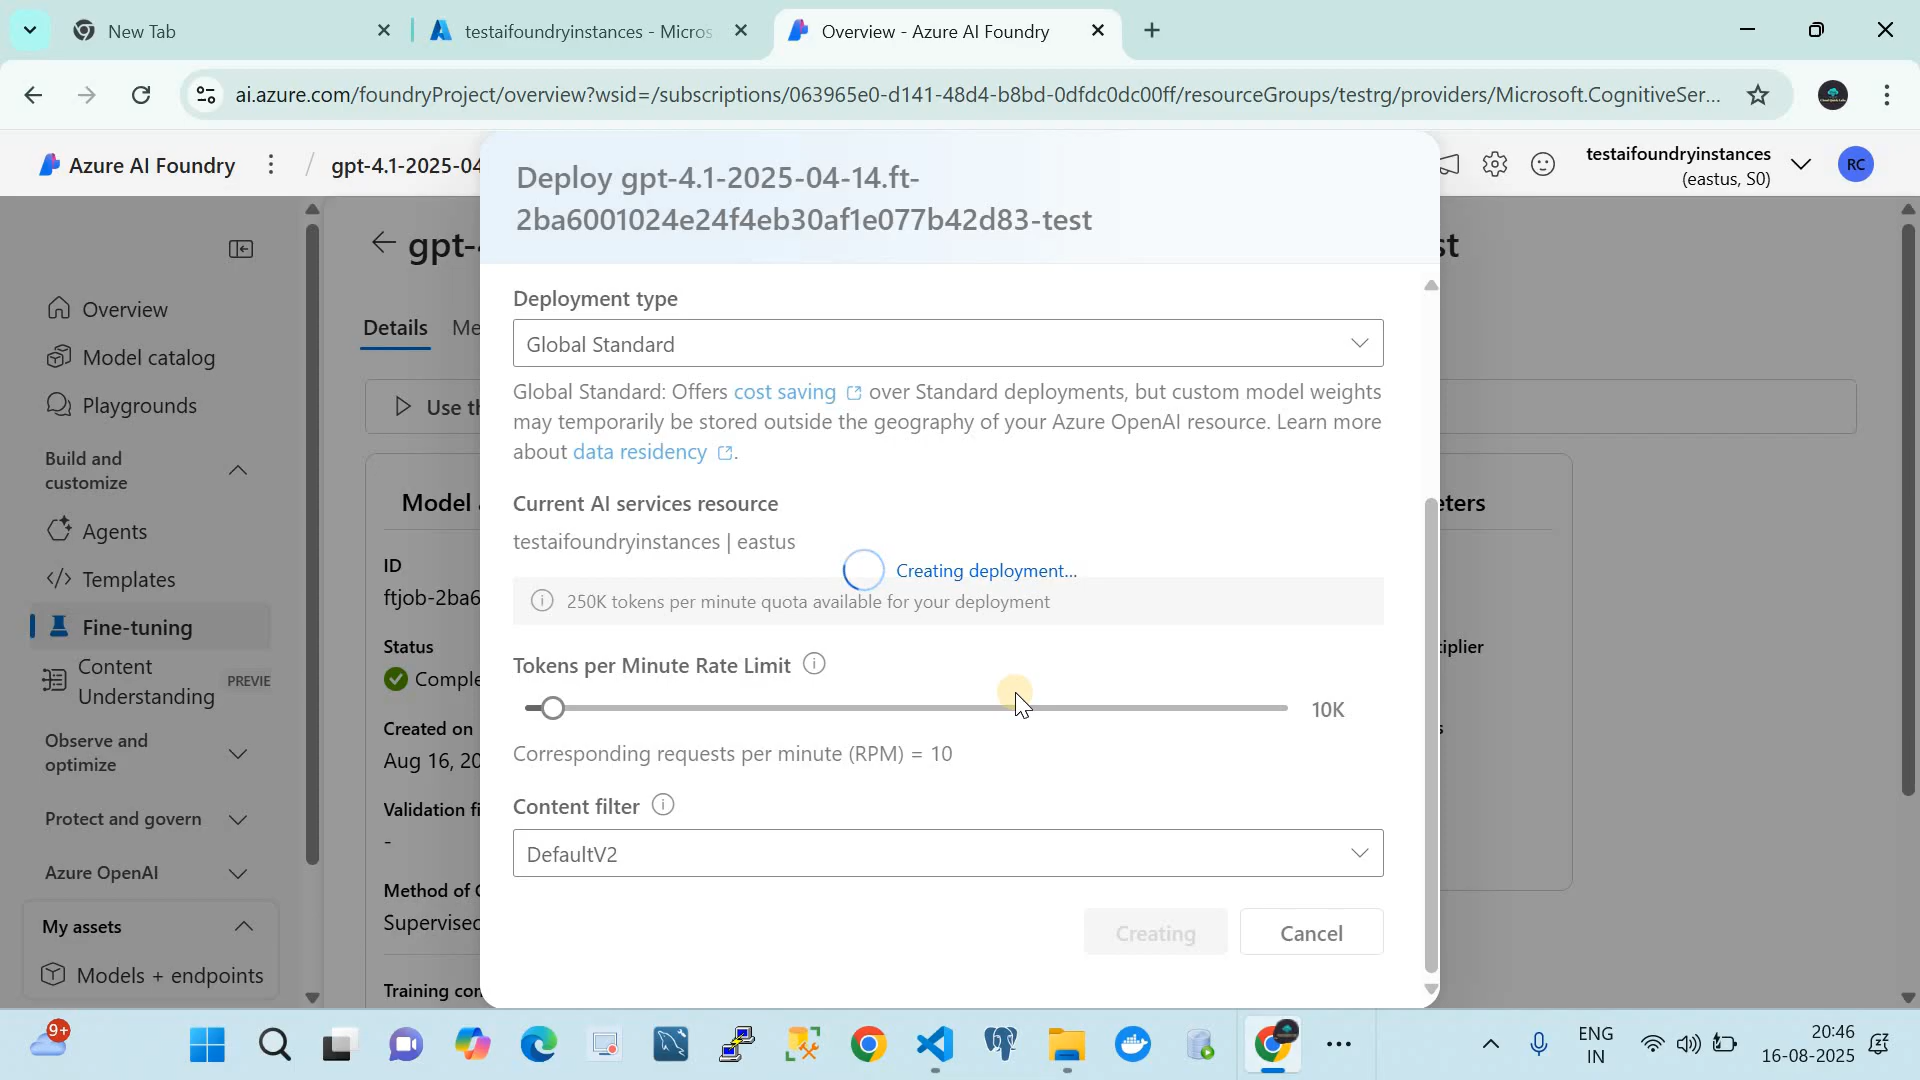 New Tab
testaifoundryinstances - Micros
Overview - Azure AI Foundry
ai.azure.com/foundryProject/overview?wsid=/subscriptions/063965e0-d141-48d4-b8bd-0dfdc0dc00ff/resourceGroups/testrg/providers/Microsoft.CognitiveSer...
Azure AI Foundry
/
gpt-4.1-2025-04
testaifoundryinstances
(eastus, S0)
RC
Overview
Model catalog
Playgrounds
Build and
customize
Agents
Templates
Fine-tuning
Content
Understanding
PREVIE
Observe and
optimize
Protect and govern
Azure OpenAI
My assets
Models + endpoints
gpt-
st
Details
Me
Use th
Model
eters
ID
ftjob-2ba6
Status
Comple
iplier
Created on
Aug 16, 20
Validation fi
-
Method of
Supervised
Training con
Deploy gpt-4.1-2025-04-14.ft-
2ba6001024e24f4eb30af1e077b42d83-test
Deployment type
Global Standard
Global Standard: Offers cost saving over Standard deployments, but custom model weights
may temporarily be stored outside the geography of your Azure OpenAI resource. Learn more
about data residency .
Current AI services resource
testaifoundryinstances | eastus
Creating deployment...
250K tokens per minute quota available for your deployment
Tokens per Minute Rate Limit
10K
Corresponding requests per minute (RPM) = 10
Content filter
DefaultV2
Creating
Cancel
9+
ENG
IN
20:46
16-08-2025